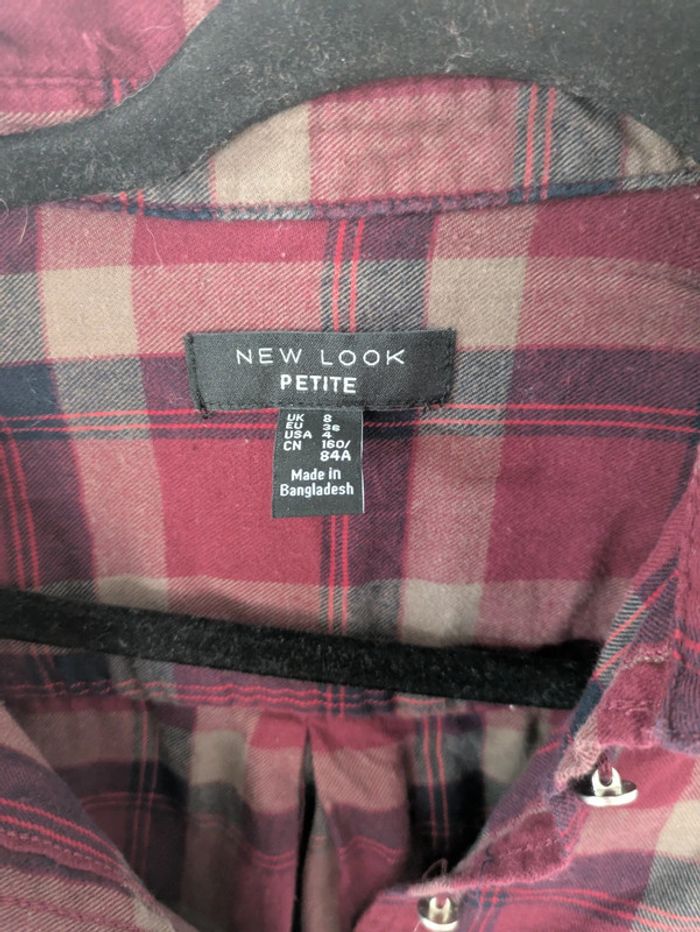 NEW LOOK
PETITE
UK 8
EU 36
USA 4
CN 160/
84A
Made in
Bangladesh